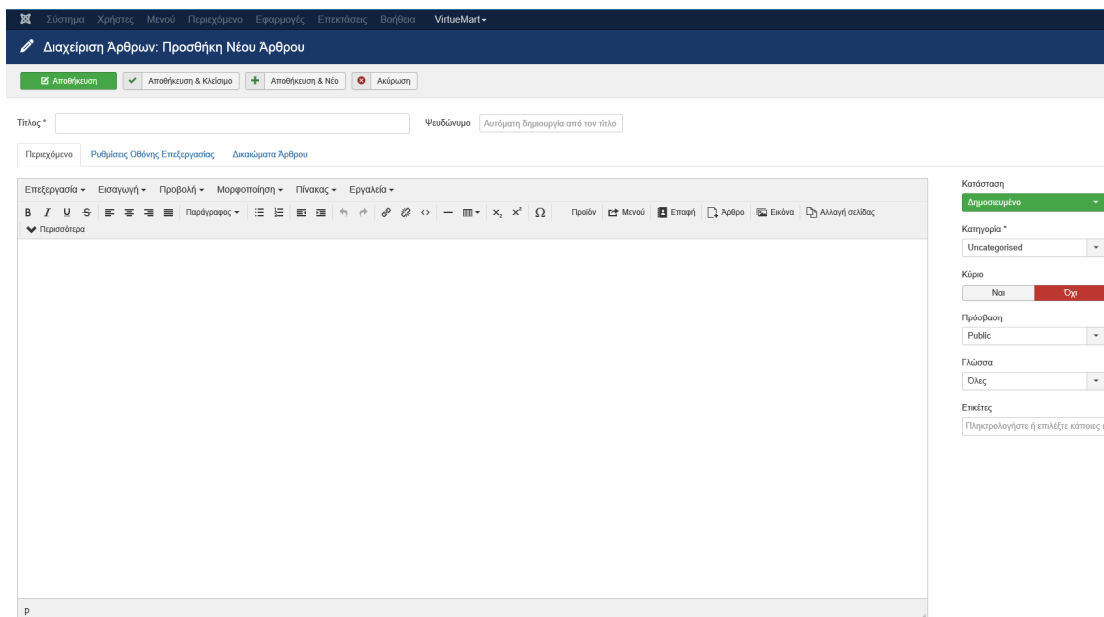 Σύστημα Χρήστες Μενού Περιεχόμενο Εφαρμογές Επεκτάσεις Βοήθεια VirtueMart
Διαχείριση Άρθρων: Προσθήκη Νέου Άρθρου
Αποθήκευση Αποθήκευση & Κλείσιμο Αποθήκευση & Νέο Ακύρωση
Τίτλος * Ψευδώνυμο Αυτόματη δημιουργία από τον τίτλο
Περιεχόμενο Ρυθμίσεις Οθόνης Επεξεργασίας Δικαιώματα Άρθρου
Επεξεργασία Εισαγωγή Προβολή Μορφοποίηση Πίνακας Εργαλεία
B I U S Παράγραφος Ω Προϊόν Μενού Επαφή Άρθρο Εικόνα Αλλαγή σελίδας
Περισσότερα
Κατάσταση
Δημοσιευμένο
Κατηγορία *
Uncategorised
Κύριο
Ναι Όχι
Πρόσβαση
Public
Γλώσσα
Όλες
Ετικέτες
Πληκτρολογήστε ή επιλέξτε κάποιες
p